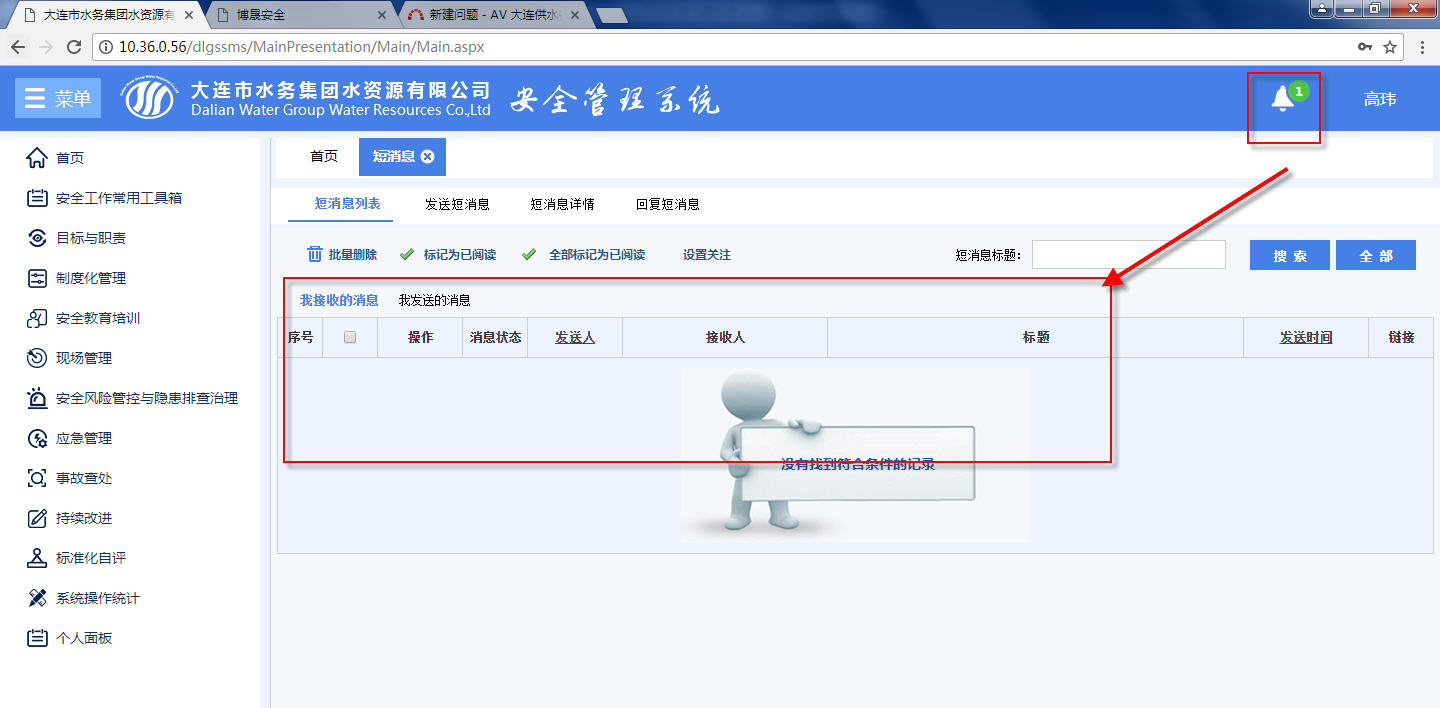 大连市水务集团水资源有
博晟安全
新建问题 - AV 大连供水
10.36.0.56/dlgssms/MainPresentation/Main/Main.aspx
菜单
大连市水务集团水资源有限公司
Dalian Water Group Water Resources Co.,Ltd
安全管理系统
1
高玮
首页
安全工作常用工具箱
目标与职责
制度化管理
安全教育培训
现场管理
安全风险管控与隐患排查治理
应急管理
事故查处
持续改进
标准化自评
系统操作统计
个人面板
首页 短消息
短消息列表 发送短消息 短消息详情 回复短消息
批量删除 标记为已阅读 全部标记为已阅读 设置关注 短消息标题: 搜 索 全 部
我接收的消息 我发送的消息
序号 操作 消息状态 发送人 接收人 标题 发送时间 链接
没有找到符合条件的记录